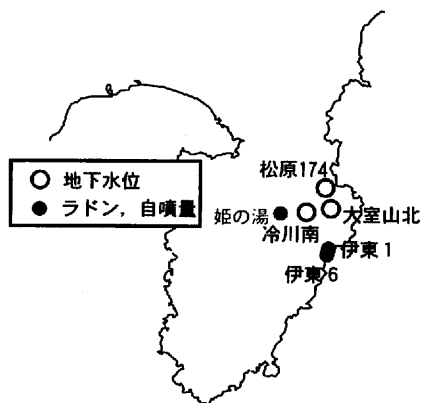 松原174
地下水位
ラドン，自噴量
姫の湯
大室山北
冷川南
伊東1
伊東6